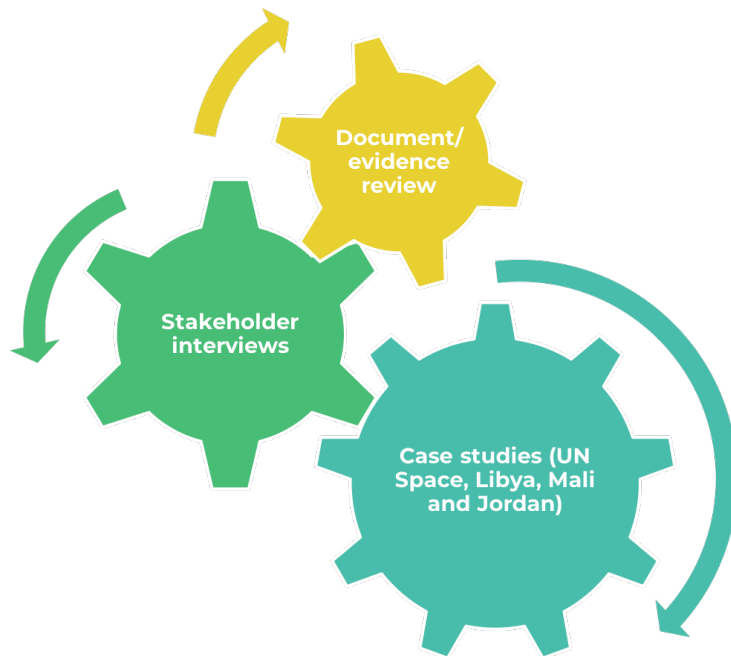 Document/
evidence
review
Stakeholder
interviews
Case studies (UN
Space, Libya, Mali
and Jordan)